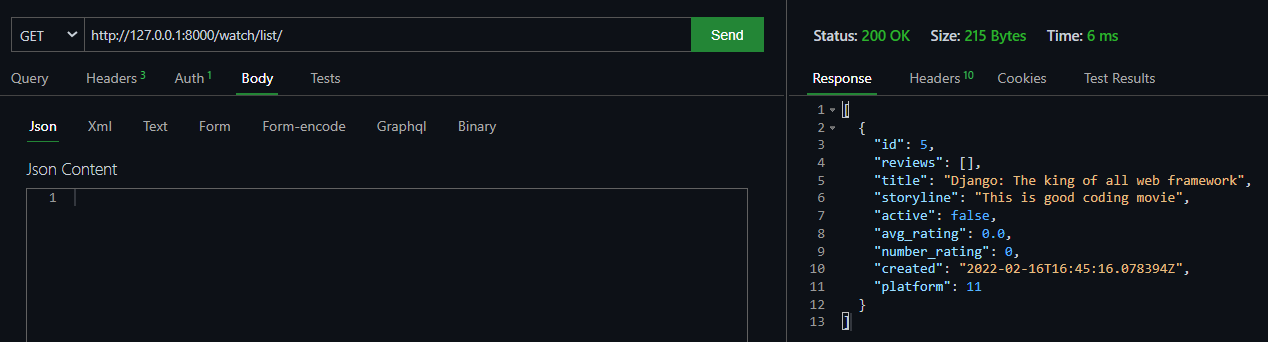 GET http://127.0.0.1:8000/watch/list/ Send
Query Headers 3 Auth 1 Body Tests
Json Xml Text Form Form-encode Graphql Binary
Json Content
1
Status: 200 OK Size: 215 Bytes Time: 6 ms
Response Headers 10 Cookies Test Results
1 [
2 {
3 "id": 5,
4 "reviews": [],
5 "title": "Django: The king of all web framework",
6 "storyline": "This is good coding movie",
7 "active": false,
8 "avg_rating": 0.0,
9 "number_rating": 0,
10 "created": "2022-02-16T16:45:16.078394Z",
11 "platform": 11
12 }
13 ]